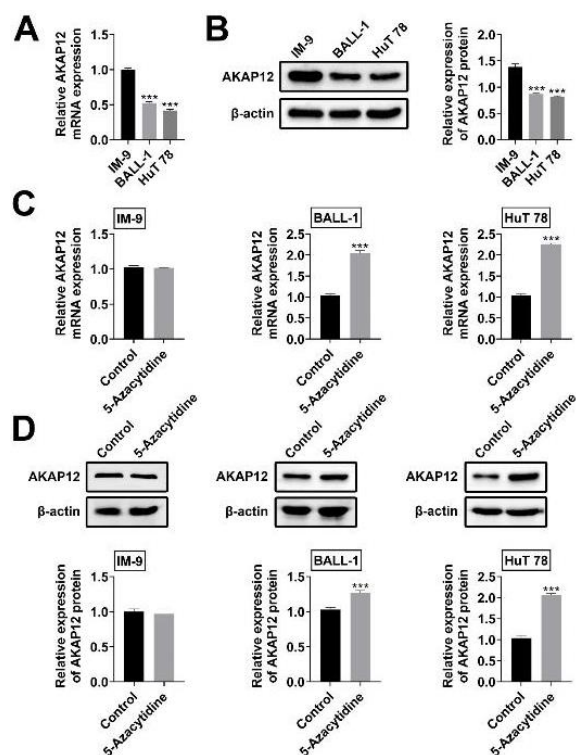 A
Relative AKAP12
mRNA expression
1.5
1.0
0.5
0.0
***
***
IM-9
BALL-1
HuT 78
B
IM-9
BALL-1
HuT 78
AKAP12
β-actin
Relative expression
of AKAP12 protein
2.0
1.5
1.0
0.5
0.0
***
***
IM-9
BALL-1
HuT 78
C
IM-9
Relative AKAP12
mRNA expression
1.5
1.0
0.5
0.0
Control
5-Azacytidine
BALL-1
Relative AKAP12
mRNA expression
2.5
2.0
1.5
1.0
0.5
0.0
***
Control
5-Azacytidine
HuT 78
Relative AKAP12
mRNA expression
2.5
2.0
1.5
1.0
0.5
0.0
***
Control
5-Azacytidine
D
Control
5-Azacytidine
AKAP12
β-actin
Control
5-Azacytidine
AKAP12
β-actin
Control
5-Azacytidine
AKAP12
β-actin
IM-9
Relative expression
of AKAP12 protein
1.5
1.0
0.5
0.0
Control
5-Azacytidine
BALL-1
Relative expression
of AKAP12 protein
1.5
1.0
0.5
0.0
***
Control
5-Azacytidine
HuT 78
Relative expression
of AKAP12 protein
2.5
2.0
1.5
1.0
0.5
0.0
***
Control
5-Azacytidine